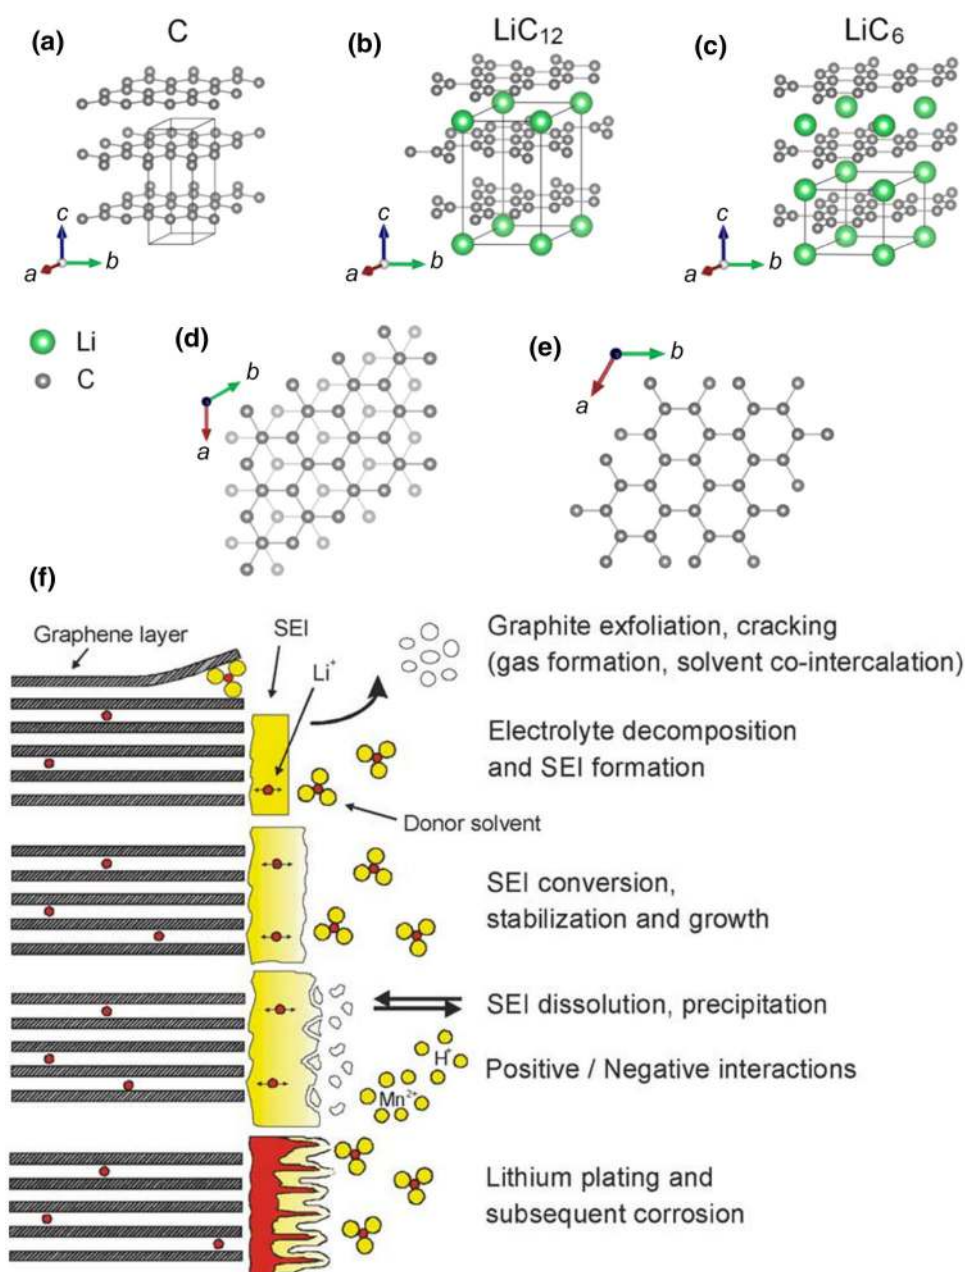 (a) C
(b) LiC12
(c) LiC6
c
a
b
c
a
b
c
a
b
Li
C
(d)
b
a
(e)
b
a
(f)
Graphene layer
SEI
Li+
Graphite exfoliation, cracking
(gas formation, solvent co-intercalation)
Electrolyte decomposition
and SEI formation
Donor solvent
SEI conversion,
stabilization and growth
SEI dissolution, precipitation
H+
Mn2+
Positive / Negative interactions
Lithium plating and
subsequent corrosion